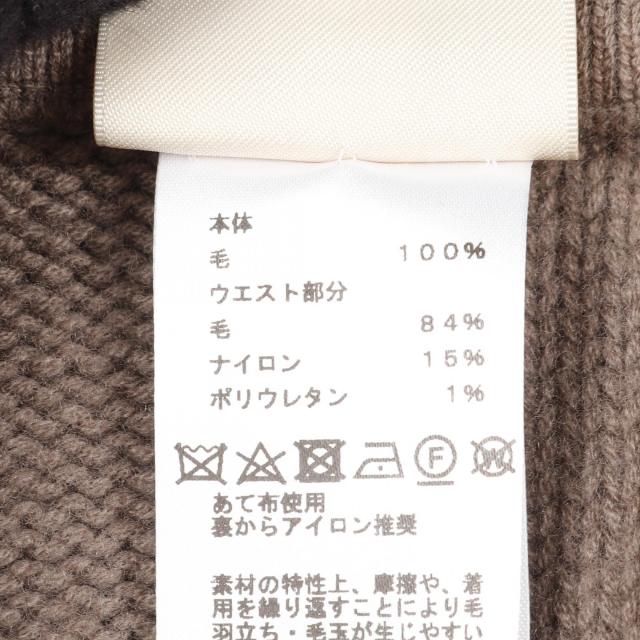 本体
毛 100%
ウエスト部分
毛 84%
ナイロン 15%
ポリウレタン 1%
F W
あて布使用
裏からアイロン推奨
素材の特性上、摩擦や、着
用を繰り返すことにより毛
羽立ち・毛玉が生じやすい